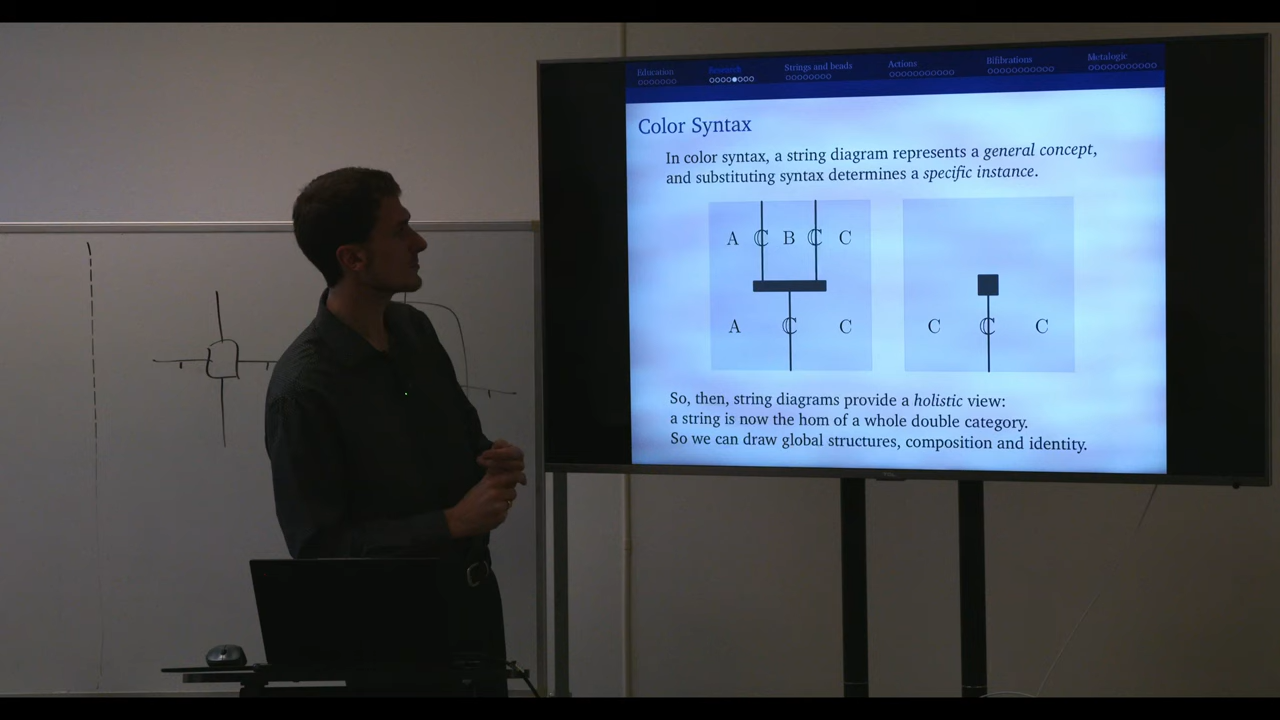 Education Research Strings and beads Actions Bifibrations Metalogic
Color Syntax
In color syntax, a string diagram represents a general concept,
and substituting syntax determines a specific instance.
A ℂ B ℂ C
A ℂ C
C ℂ C
So, then, string diagrams provide a holistic view:
a string is now the hom of a whole double category.
So we can draw global structures, composition and identity.